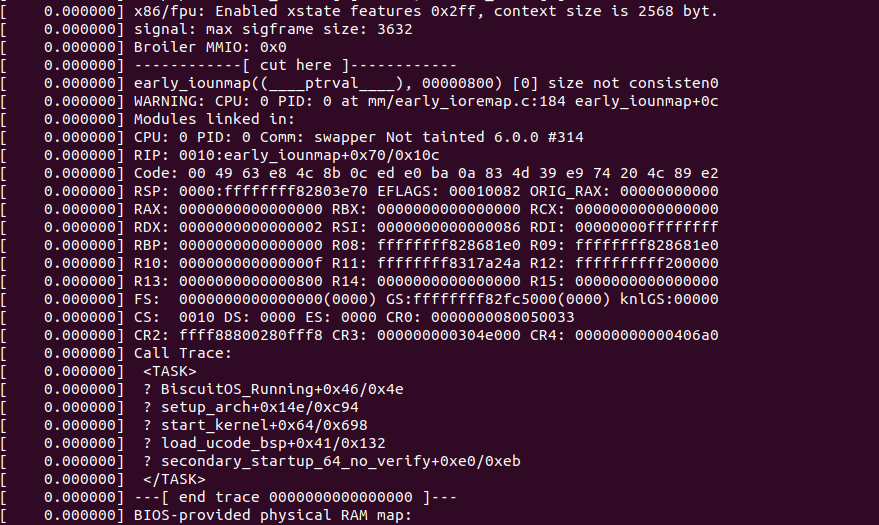 [    0.000000] x86/fpu: Enabled xstate features 0x2ff, context size is 2568 byt.
[    0.000000] signal: max sigframe size: 3632
[    0.000000] Broiler MMIO: 0x0
[    0.000000] ------------[ cut here ]------------
[    0.000000] early_iounmap((____ptrval____), 00000800) [0] size not consisten0
[    0.000000] WARNING: CPU: 0 PID: 0 at mm/early_ioremap.c:184 early_iounmap+0c
[    0.000000] Modules linked in:
[    0.000000] CPU: 0 PID: 0 Comm: swapper Not tainted 6.0.0 #314
[    0.000000] RIP: 0010:early_iounmap+0x70/0x10c
[    0.000000] Code: 00 49 63 e8 4c 8b 0c ed e0 ba 0a 83 4d 39 e9 74 20 4c 89 e2
[    0.000000] RSP: 0000:ffffffff82803e70 EFLAGS: 00010082 ORIG_RAX: 00000000000
[    0.000000] RAX: 0000000000000000 RBX: 0000000000000000 RCX: 0000000000000000
[    0.000000] RDX: 0000000000000002 RSI: 0000000000000086 RDI: 00000000ffffffff
[    0.000000] RBP: 0000000000000000 R08: ffffffff828681e0 R09: ffffffff828681e0
[    0.000000] R10: 000000000000000f R11: ffffffff8317a24a R12: ffffffffff200000
[    0.000000] R13: 0000000000000800 R14: 0000000000000000 R15: 0000000000000000
[    0.000000] FS:  0000000000000000(0000) GS:ffffffff82fc5000(0000) knlGS:00000
[    0.000000] CS:  0010 DS: 0000 ES: 0000 CR0: 0000000080050033
[    0.000000] CR2: ffff88800280fff8 CR3: 000000000304e000 CR4: 00000000000406a0
[    0.000000] Call Trace:
[    0.000000]  <TASK>
[    0.000000]  ? BiscuitOS_Running+0x46/0x4e
[    0.000000]  ? setup_arch+0x14e/0xc94
[    0.000000]  ? start_kernel+0x64/0x698
[    0.000000]  ? load_ucode_bsp+0x41/0x132
[    0.000000]  ? secondary_startup_64_no_verify+0xe0/0xeb
[    0.000000]  </TASK>
[    0.000000] ---[ end trace 0000000000000000 ]---
[    0.000000] BIOS-provided physical RAM map: